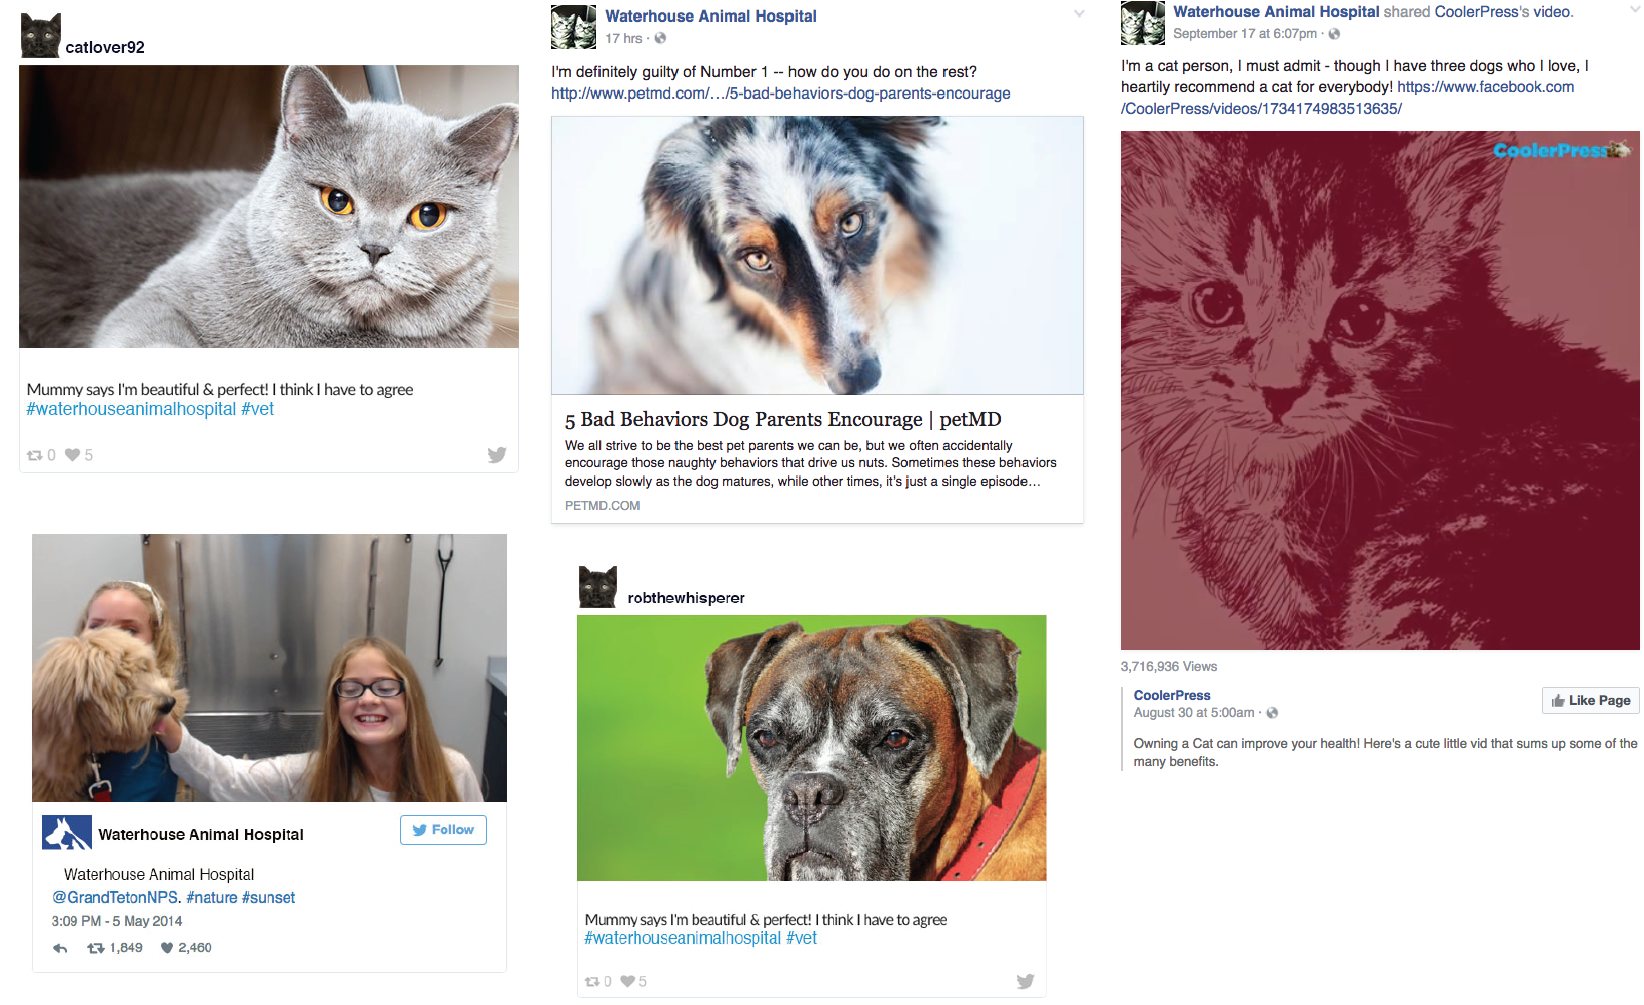 catlover92
Mummy says I'm beautiful & perfect! I think I have to agree
#waterhouseanimalhospital #vet
0 5
Waterhouse Animal Hospital
Follow
Waterhouse Animal Hospital
@GrandTetonNPS. #nature #sunset
3:09 PM - 5 May 2014
1,849 2,460
Waterhouse Animal Hospital
17 hrs ·
I'm definitely guilty of Number 1 -- how do you do on the rest?
http://www.petmd.com/.../5-bad-behaviors-dog-parents-encourage
5 Bad Behaviors Dog Parents Encourage | petMD
We all strive to be the best pet parents we can be, but we often accidentally
encourage those naughty behaviors that drive us nuts. Sometimes these behaviors
develop slowly as the dog matures, while other times, it's just a single episode...
PETMD.COM
robthewhisperer
Mummy says I'm beautiful & perfect! I think I have to agree
#waterhouseanimalhospital #vet
0 5
Waterhouse Animal Hospital shared CoolerPress's video.
September 17 at 6:07pm ·
I'm a cat person, I must admit - though I have three dogs who I love, I
heartily recommend a cat for everybody! https://www.facebook.com
/CoolerPress/videos/1734174983513635/
CoolerPress
3,716,936 Views
CoolerPress
August 30 at 5:00am ·
Like Page
Owning a Cat can improve your health! Here's a cute little vid that sums up some of the
many benefits.